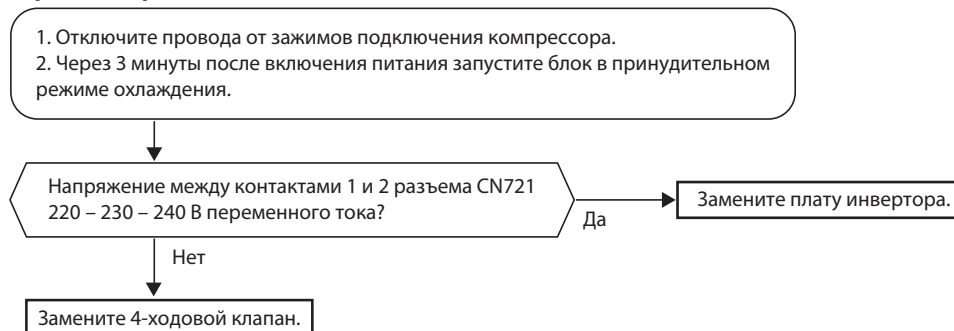 1. Отключите провода от зажимов подключения компрессора.
2. Через 3 минуты после включения питания запустите блок в принудительном
режиме охлаждения.
Напряжение между контактами 1 и 2 разъема CN721
220 – 230 – 240 В переменного тока?
Да
Замените плату инвертора.
Нет
Замените 4-ходовой клапан.